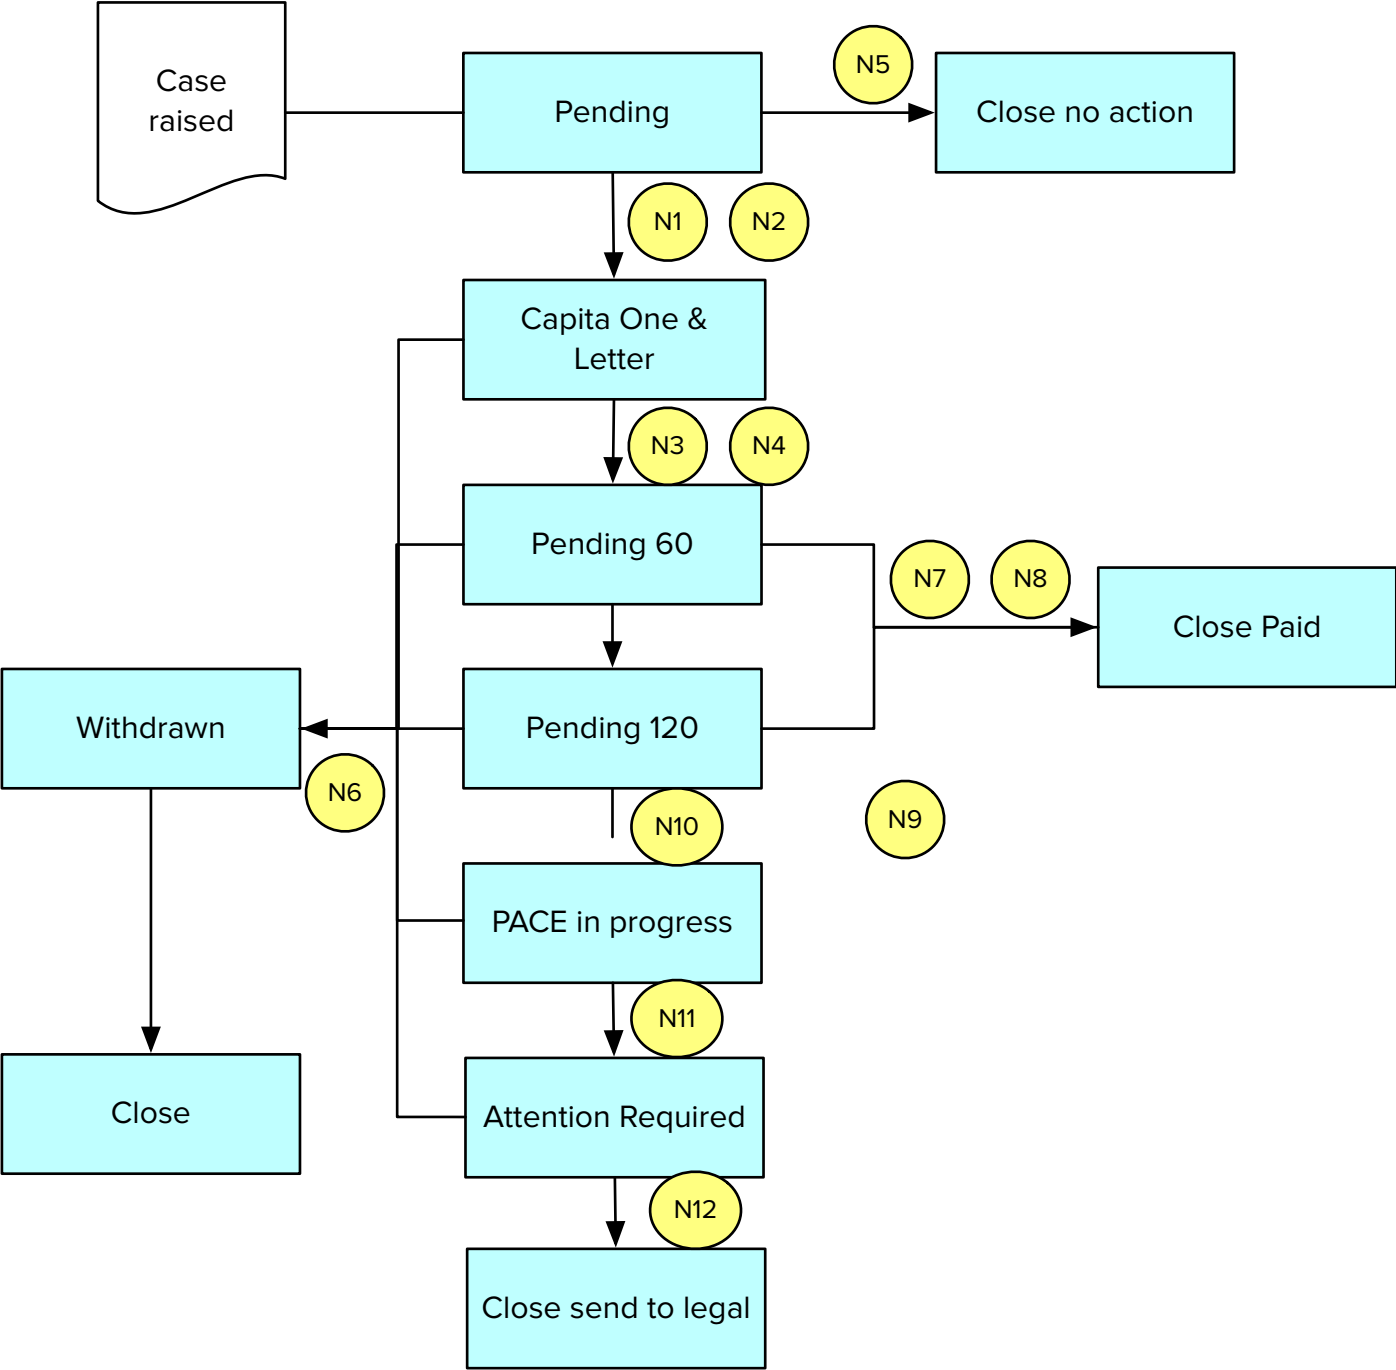 Case
raised
Pending
N5
Close no action
N1
N2
Capita One &
Letter
N3
N4
Pending 60
N7
N8
Close Paid
Withdrawn
Pending 120
N6
N10
N9
PACE in progress
N11
Close
Attention Required
N12
Close send to legal